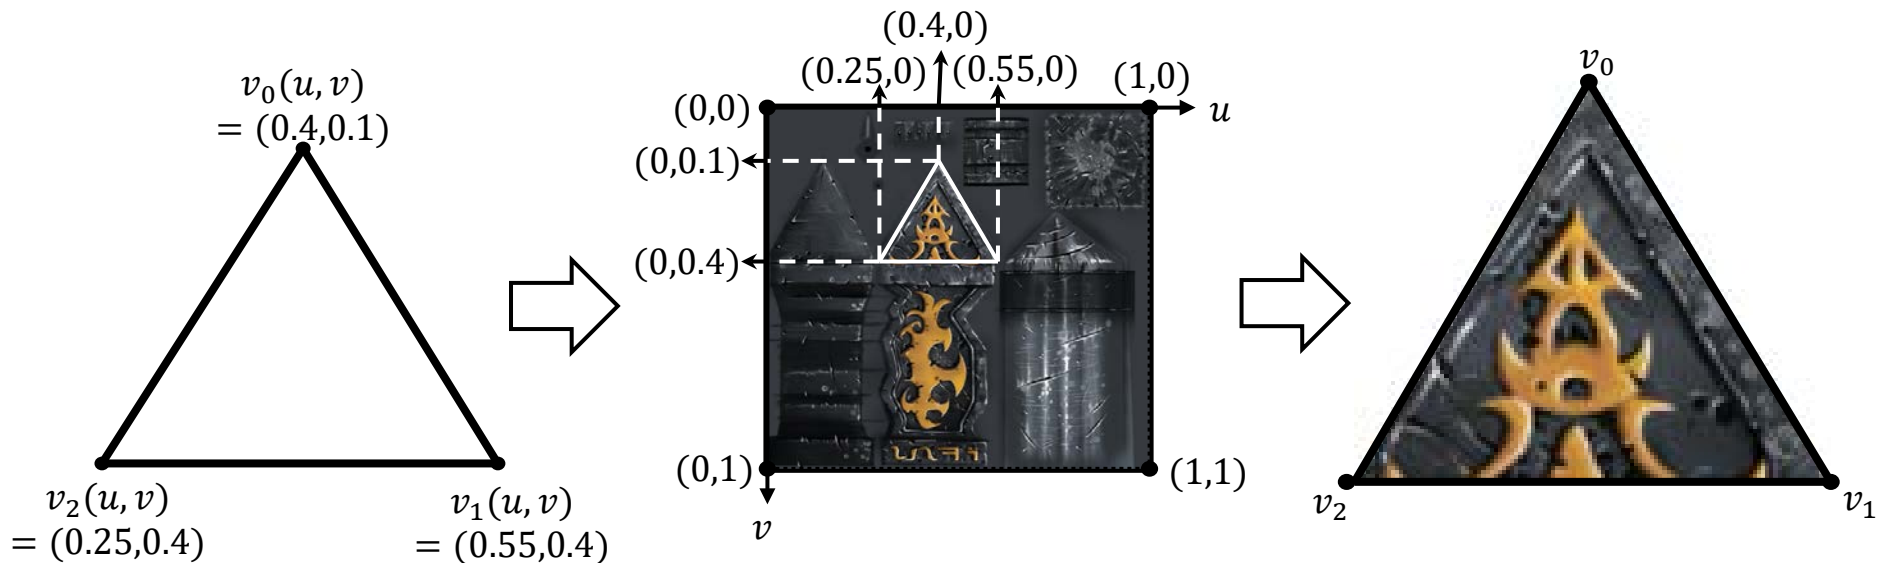 𝑣₀(𝑢, 𝑣)
= (0.4,0.1)
𝑣₂(𝑢, 𝑣)
= (0.25,0.4)
𝑣₁(𝑢, 𝑣)
= (0.55,0.4)
(0.4,0)
(0.25,0)
(0.55,0)
(1,0)
(0,0)
𝑢
(0,0.1)
(0,0.4)
(0,1)
(1,1)
𝑣
𝑣₀
𝑣₂
𝑣₁